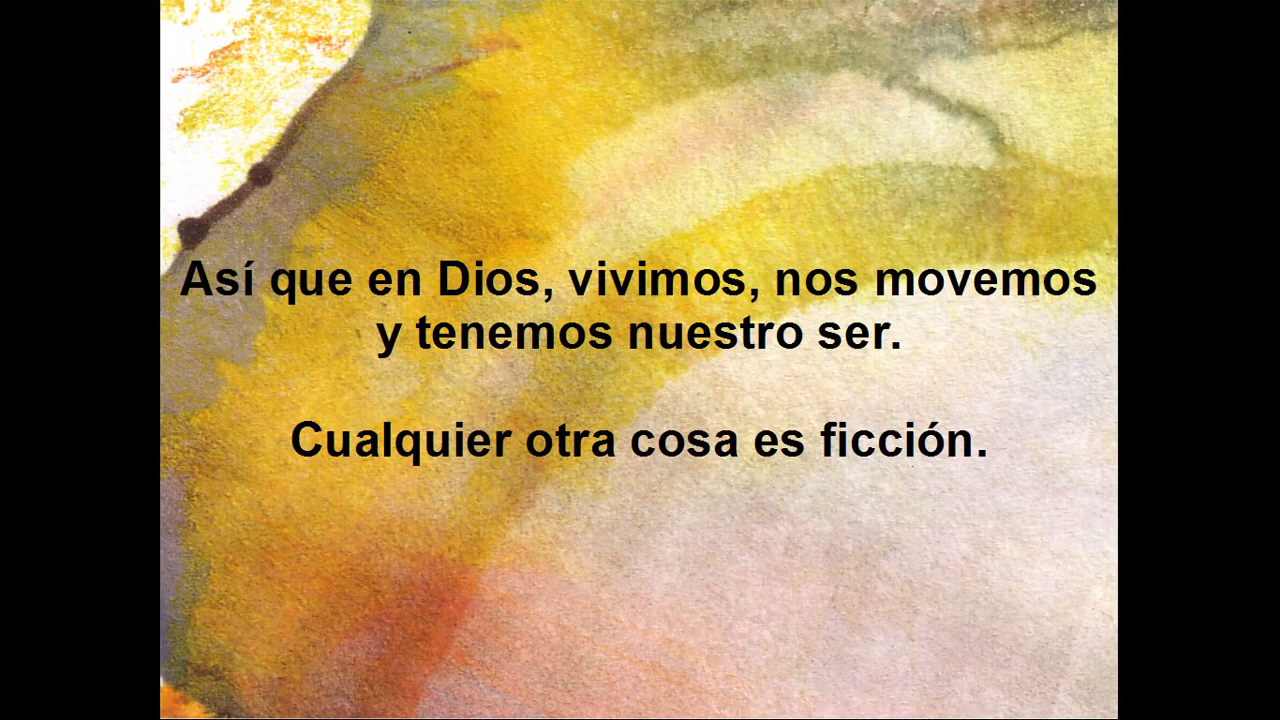 Así que en Dios, vivimos, nos movemos
y tenemos nuestro ser.
Cualquier otra cosa es ficción.